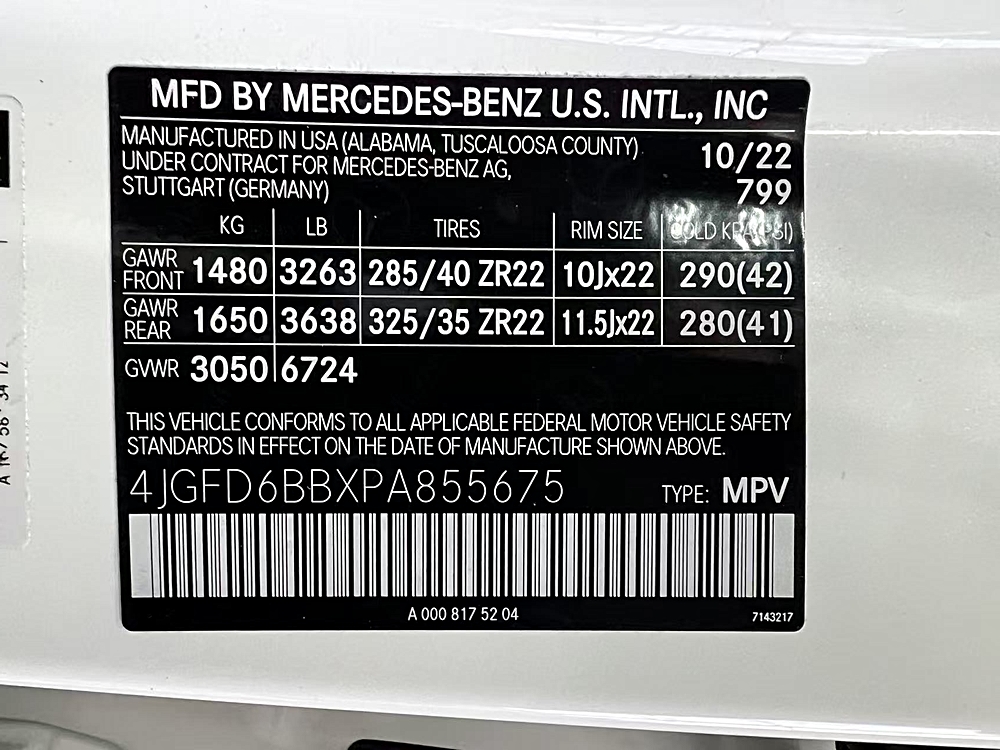 MFD BY MERCEDES-BENZ U.S. INTL., INC
MANUFACTURED IN USA (ALABAMA, TUSCALOOSA COUNTY)
UNDER CONTRACT FOR MERCEDES-BENZ AG,
STUTTGART (GERMANY)
10/22
799
KG LB TIRES RIM SIZE COLD KPA(PSI)
GAWR FRONT 1480 3263 285/40 ZR22 10Jx22 290(42)
GAWR REAR 1650 3638 325/35 ZR22 11.5Jx22 280(41)
GVWR 3050 6724
THIS VEHICLE CONFORMS TO ALL APPLICABLE FEDERAL MOTOR VEHICLE SAFETY
STANDARDS IN EFFECT ON THE DATE OF MANUFACTURE SHOWN ABOVE.
4JGFD6BBXPA855675 TYPE: MPV
A 000 817 52 04
7143217